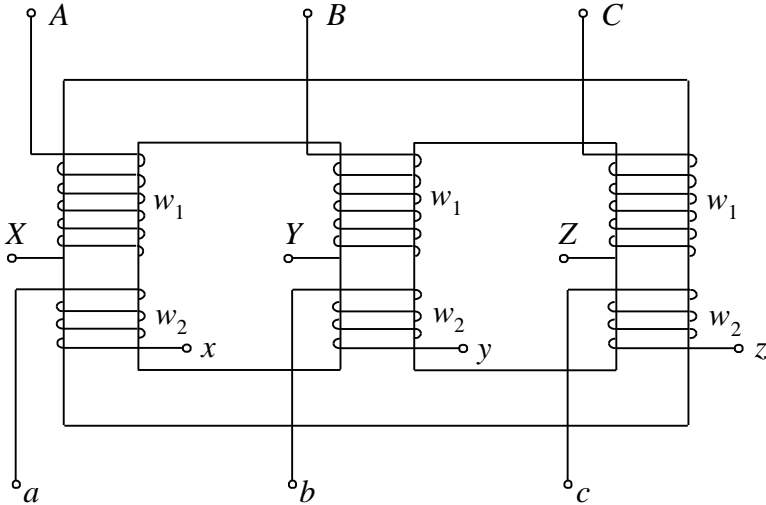 A B C
w₁ w₁ w₁
X Y Z
w₂ w₂ w₂
x y z
a b c